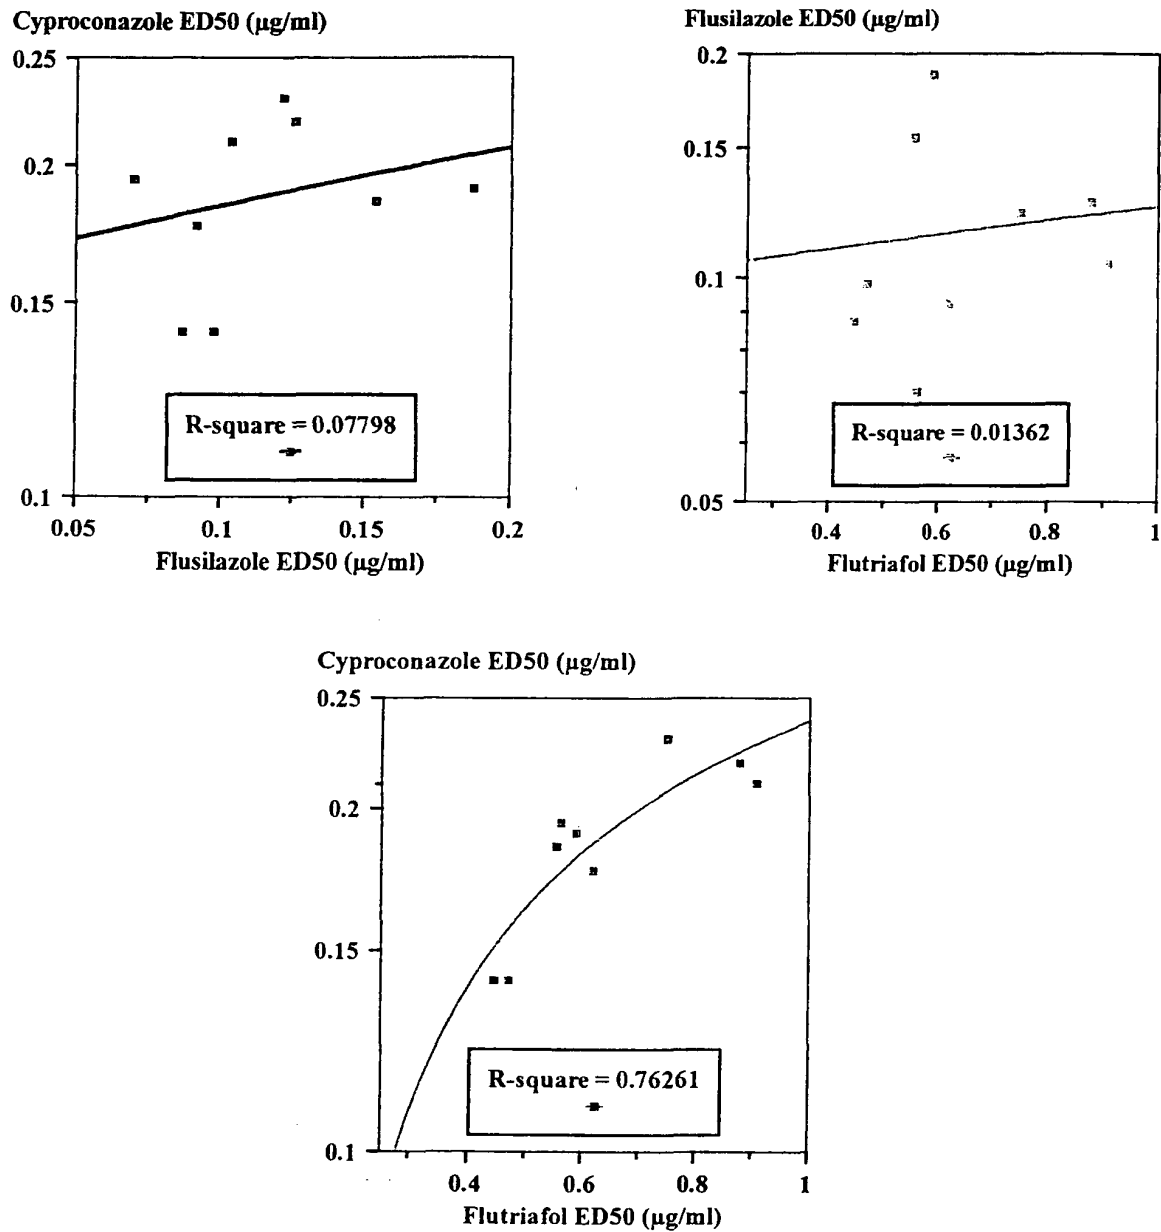 Cyproconazole ED50 (µg/ml)
0.25
0.2
0.15
0.1
0.05 0.1 0.15 0.2
Flusilazole ED50 (µg/ml)
R-square = 0.07798
Flusilazole ED50 (µg/ml)
0.2
0.15
0.1
0.05
0.4 0.6 0.8 1
Flutriafol ED50 (µg/ml)
R-square = 0.01362
Cyproconazole ED50 (µg/ml)
0.25
0.2
0.15
0.1
0.4 0.6 0.8 1
Flutriafol ED50 (µg/ml)
R-square = 0.76261